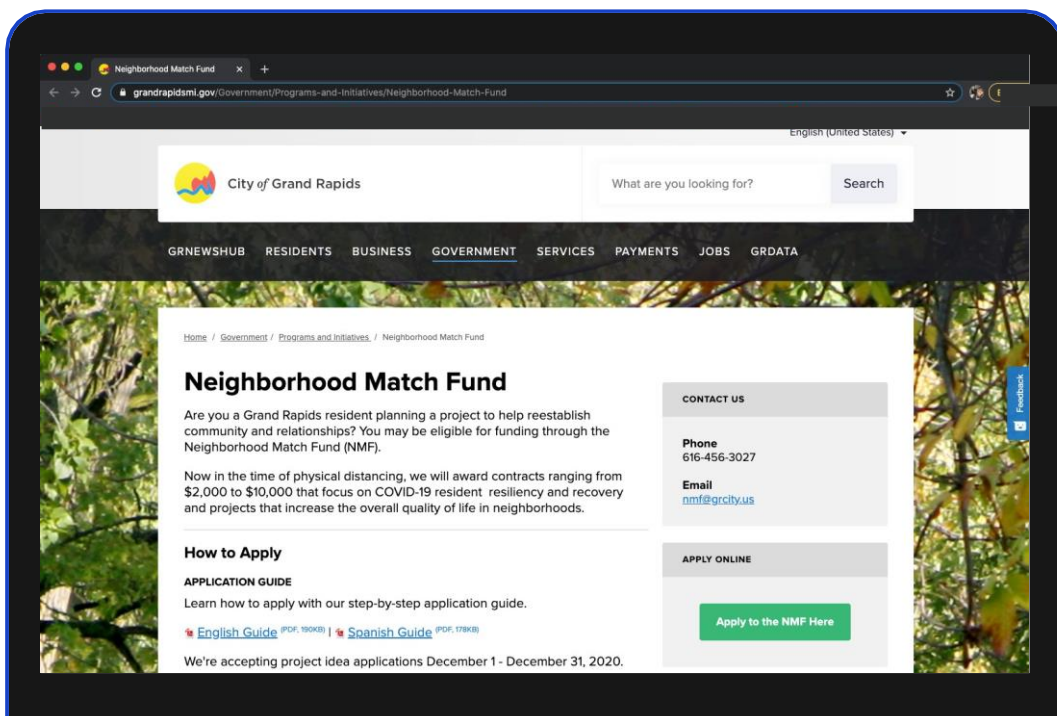 Neighborhood Match Fund
grandrapidsmi.gov/Government/Programs-and-Initiatives/Neighborhood-Match-Fund
English (United States)
City of Grand Rapids
What are you looking for?
Search
GRNEWSHUB RESIDENTS BUSINESS GOVERNMENT SERVICES PAYMENTS JOBS GRDATA
Home / Government / Programs and Initiatives / Neighborhood Match Fund
Neighborhood Match Fund
Are you a Grand Rapids resident planning a project to help reestablish
community and relationships? You may be eligible for funding through the
Neighborhood Match Fund (NMF).
Now in the time of physical distancing, we will award contracts ranging from
$2,000 to $10,000 that focus on COVID-19 resident resiliency and recovery
and projects that increase the overall quality of life in neighborhoods.
How to Apply
APPLICATION GUIDE
Learn how to apply with our step-by-step application guide.
English Guide (PDF, 190KB) | Spanish Guide (PDF, 178KB)
We're accepting project idea applications December 1 - December 31, 2020.
CONTACT US
Phone
616-456-3027
Email
nmf@grcity.us
APPLY ONLINE
Apply to the NMF Here
Feedback